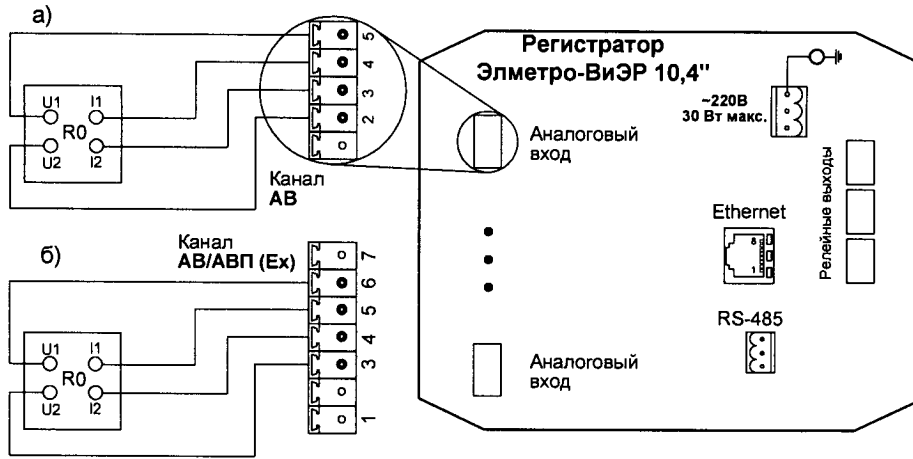 а)
U1
I1
R0
U2
I2
5
4
3
2
Канал
АВ
Регистратор
Элметро-ВиЭР 10,4"
~220В
30 Вт макс.
Аналоговый
вход
Релейные выходы
Ethernet
8
1
RS-485
Аналоговый
вход
б)
Канал
АВ/АВП (Ex)
7
6
5
4
3
1
U1
I1
R0
U2
I2